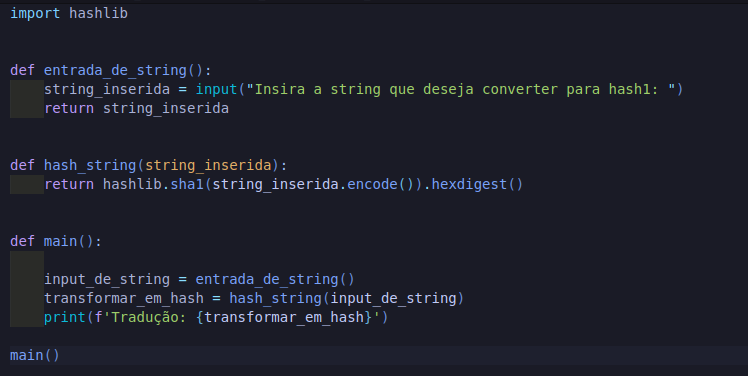 import hashlib
def entrada_de_string():
    string_inserida = input("Insira a string que deseja converter para hash1: ")
    return string_inserida
def hash_string(string_inserida):
    return hashlib.sha1(string_inserida.encode()).hexdigest()
def main():
    input_de_string = entrada_de_string()
    transformar_em_hash = hash_string(input_de_string)
    print(f'Tradução: {transformar_em_hash}')
main()